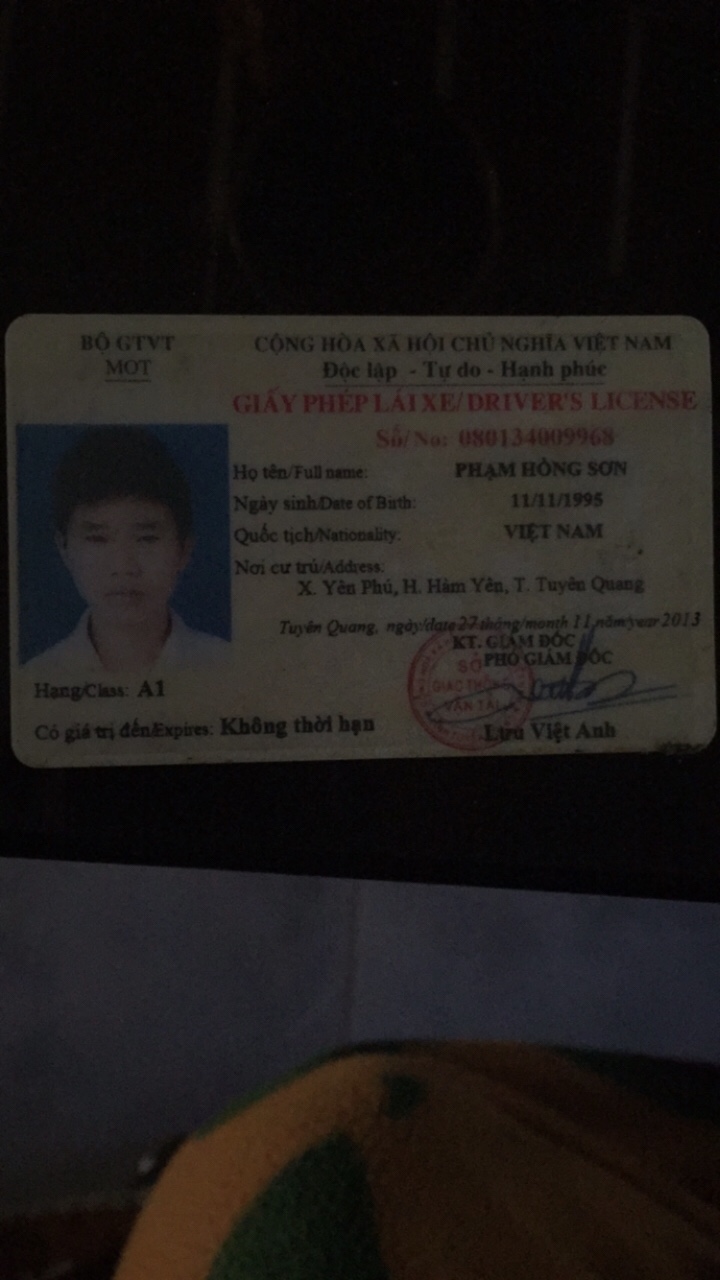 BỘ GTVT
MOT
CỘNG HÒA XÃ HỘI CHỦ NGHĨA VIỆT NAM
Độc lập - Tự do - Hạnh phúc
GIẤY PHÉP LÁI XE/DRIVER'S LICENSE
Số/No: 080134009968
Họ tên/Full name: PHẠM HỒNG SƠN
Ngày sinh/Date of Birth: 11/11/1995
Quốc tịch/Nationality: VIỆT NAM
Nơi cư trú/Address:
X. Yên Phú, H. Hàm Yên, T. Tuyên Quang
Tuyên Quang, ngày/date 27 tháng/month 11 năm/year 2013
KT. GIÁM ĐỐC
PHÓ GIÁM ĐỐC
SỞ
GIAO THÔNG
VẬN TẢI
Lưu Việt Anh
Hạng/Class: A1
Có giá trị đến/Expires: Không thời hạn